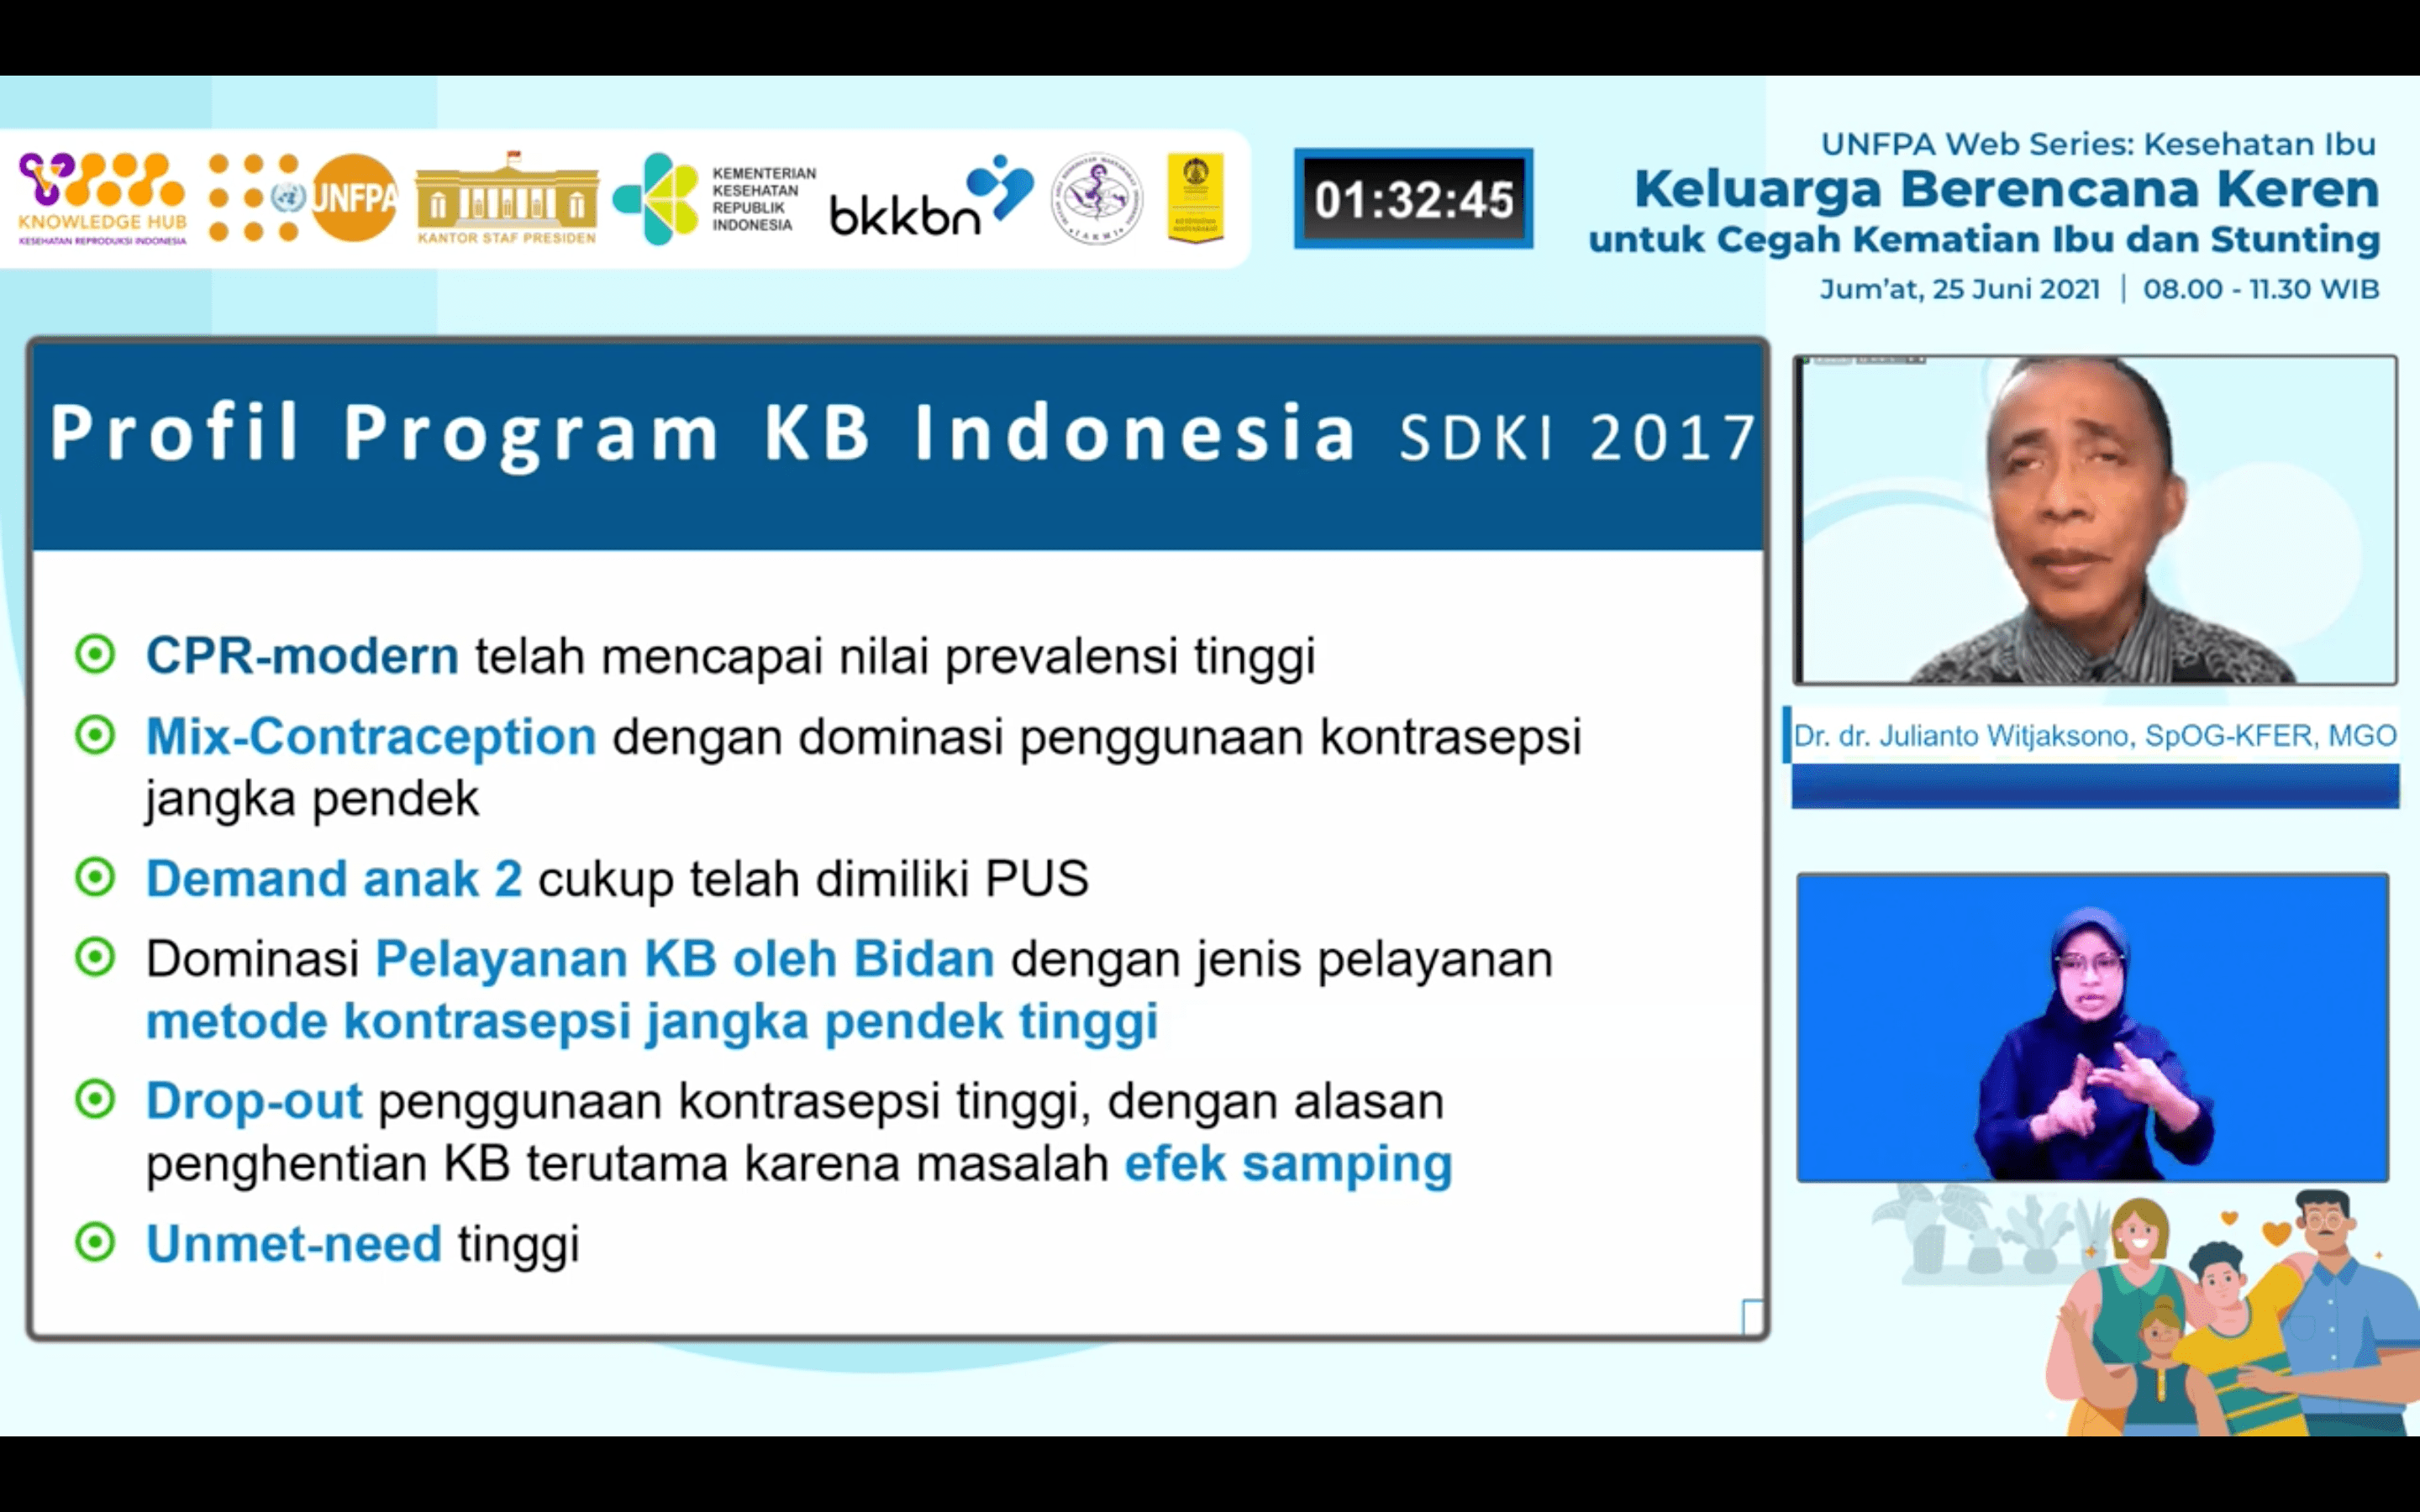 KNOWLEDGE HUB
KESEHATAN REPRODUKSI INDONESIA
UNFPA
KANTOR STAF PRESIDEN
KEMENTERIAN
KESEHATAN
REPUBLIK
INDONESIA
bkkbn
01:32:45
UNFPA Web Series: Kesehatan Ibu
Keluarga Berencana Keren
untuk Cegah Kematian Ibu dan Stunting
Jum'at, 25 Juni 2021 | 08.00 - 11.30 WIB
Profil Program KB Indonesia SDKI 2017
CPR-modern telah mencapai nilai prevalensi tinggi
Mix-Contraception dengan dominasi penggunaan kontrasepsi
jangka pendek
Demand anak 2 cukup telah dimiliki PUS
Dominasi Pelayanan KB oleh Bidan dengan jenis pelayanan
metode kontrasepsi jangka pendek tinggi
Drop-out penggunaan kontrasepsi tinggi, dengan alasan
penghentian KB terutama karena masalah efek samping
Unmet-need tinggi
Dr. dr. Julianto Witjaksono, SpOG-KFER, MGO